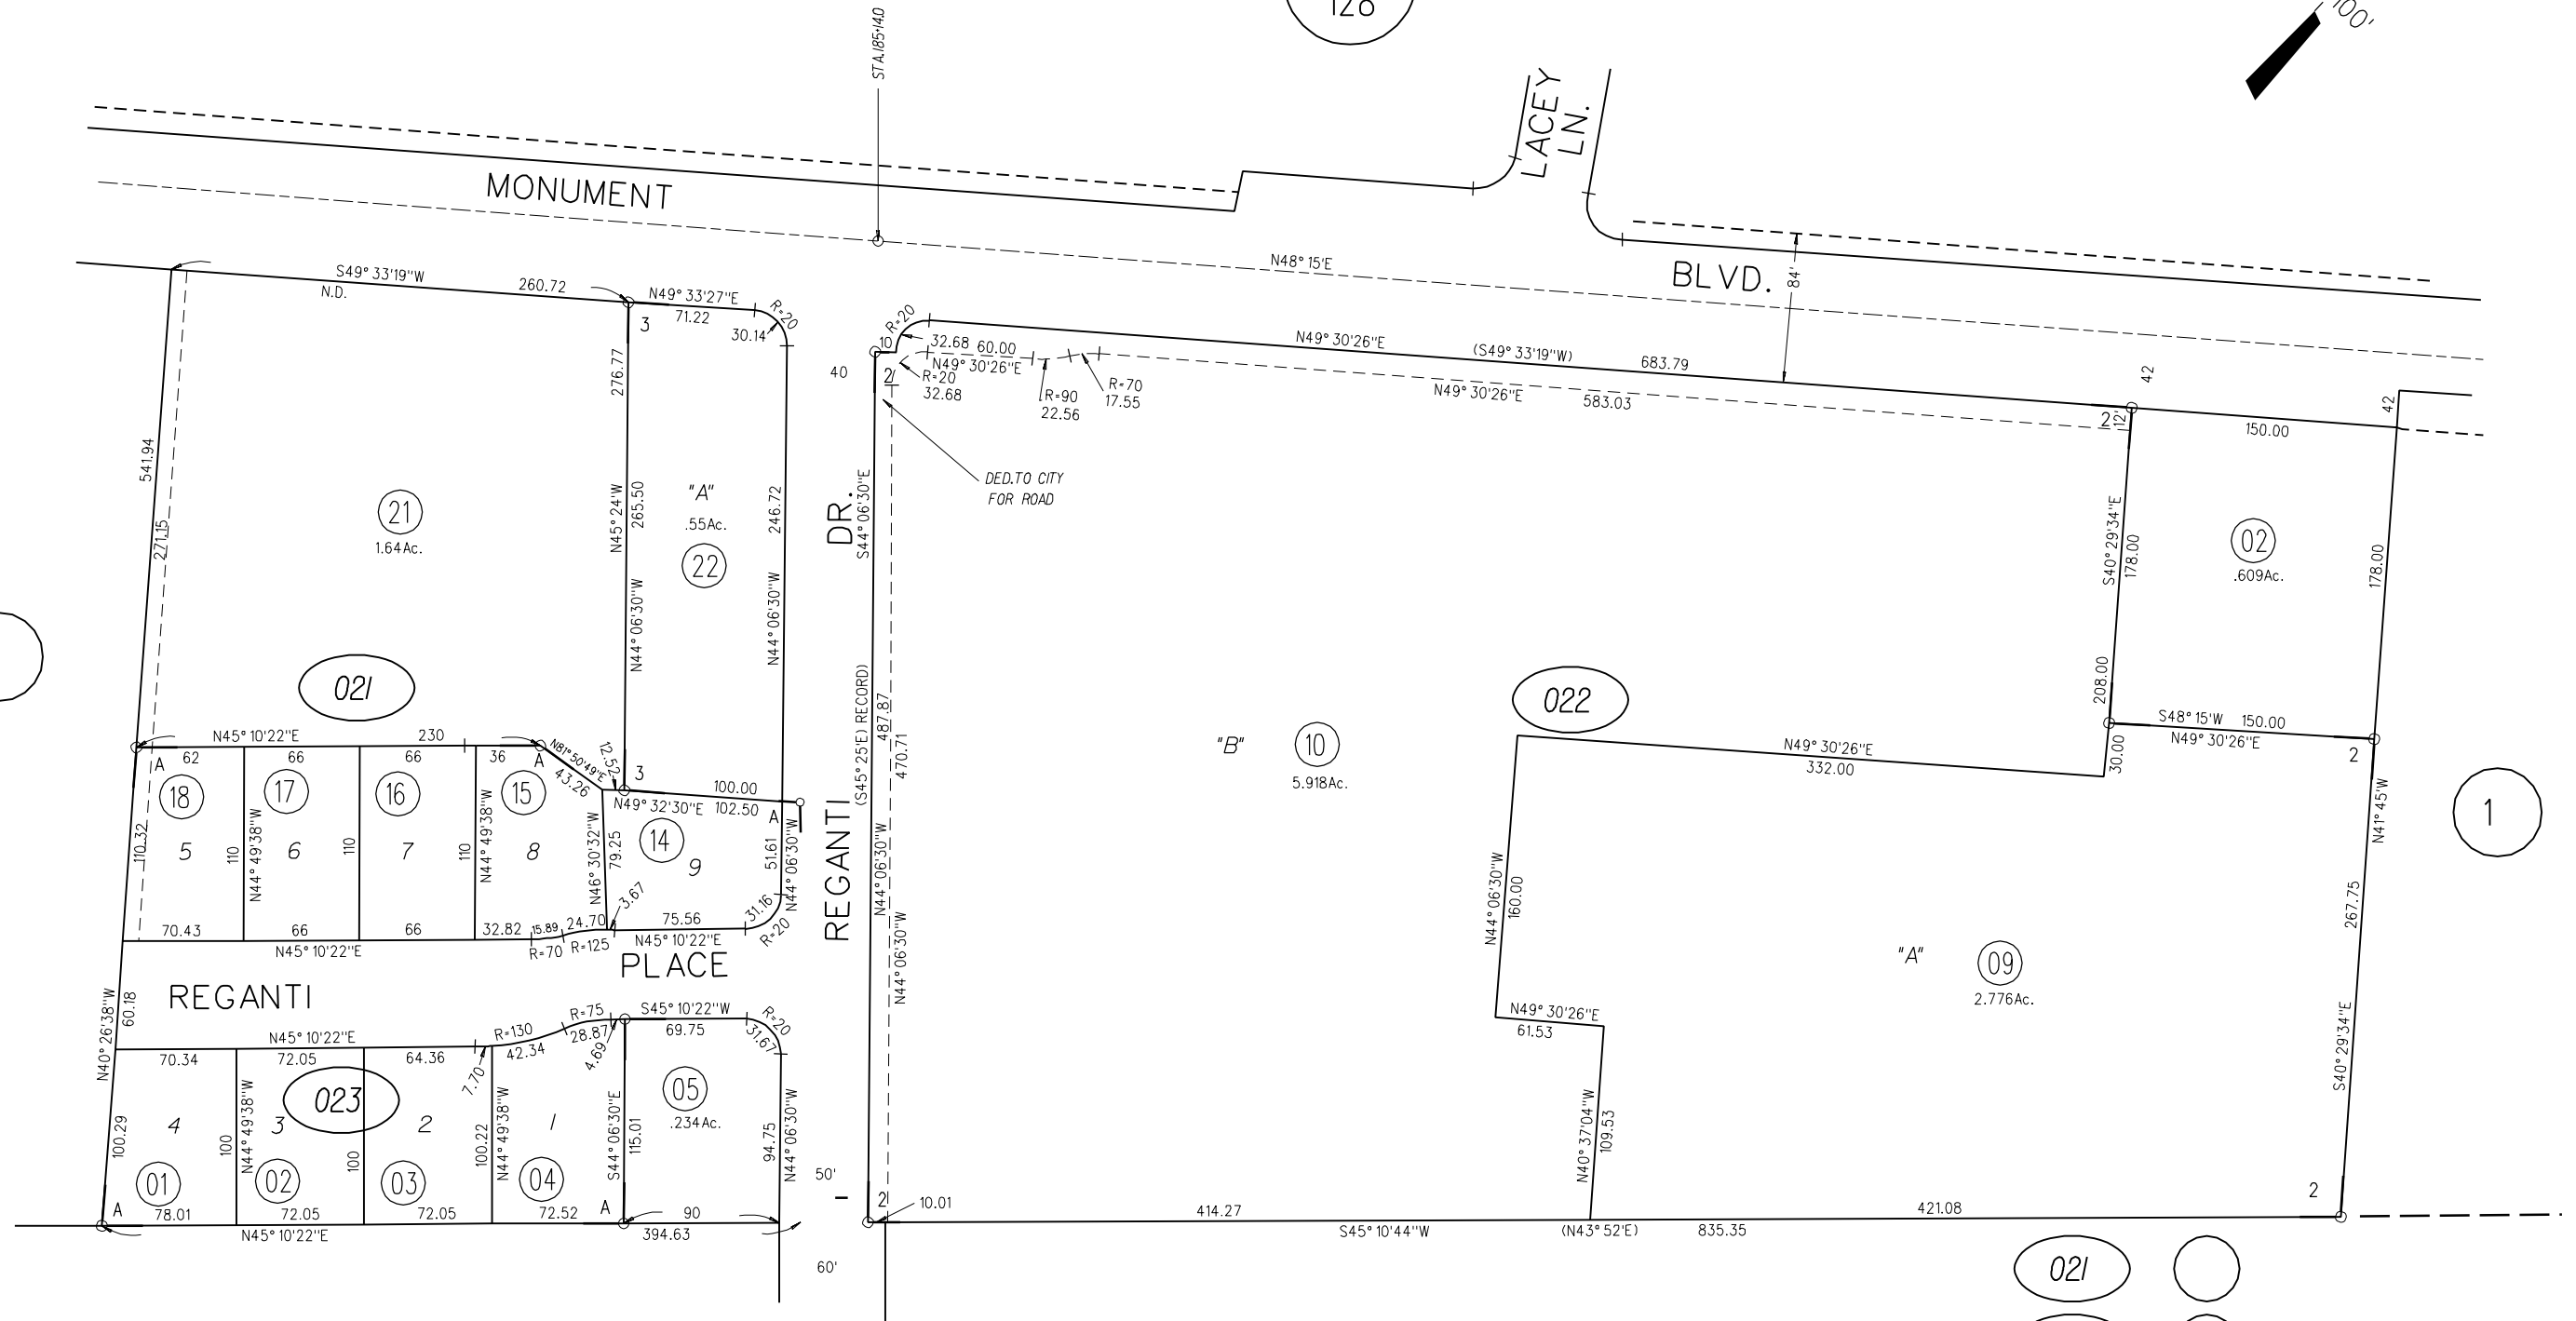 128
100'
STA.185+14.0
LACEY
LN.
MONUMENT
BLVD.
84'
N48°15'E
S49°33'19"W
N.D.
260.72
N49°33'27"E
71.22
R=20
30.14
3
R=20
10
32.68
60.00
N49°30'26"E
R=20
32.68
R=90
22.56
R=70
17.55
N49°30'26"E
(S49°33'19"W)
683.79
N49°30'26"E
583.03
40
2
42
2
12'
42
150.00
DED.TO CITY
FOR ROAD
541.94
271.15
21
1.64Ac.
276.77
N45°24'W
265.50
N44°06'30"W
"A"
.55Ac.
22
246.72
N44°06'30"W
DR.
S44°06'30"E
(S45°25'E) RECORD)
487.87
470.71
S40°29'34"E
178.00
02
.609Ac.
178.00
208.00
30.00
S48°15'W
150.00
N49°30'26"E
2
021
022
"B"
10
5.918Ac.
N49°30'26"E
332.00
1
N41°45'W
267.75
N45°10'22"E
230
A
62
66
66
36
A
N81°50'49"E
43.26
12.52
3
100.00
N49°32'30"E
102.50
A
18
17
16
15
14
5
6
7
8
9
110.32
110
N44°49'38"W
110
110
N44°49'38"W
N46°30'32"W
79.25
3.67
51.61
N44°06'30"W
REGANTI
N44°06'30"W
N44°06'30"W
70.43
66
66
32.82
15.89
24.70
75.56
31.16
R=20
N45°10'22"E
R=70
R=125
N45°10'22"E
PLACE
REGANTI
N44°06'30"W
160.00
"A"
09
2.776Ac.
N49°30'26"E
61.53
N40°37'04"W
109.53
S40°29'34"E
N40°26'38"W
60.18
N45°10'22"E
70.34
72.05
64.36
7.70
R=130
42.34
R=75
28.87
4.69
S45°10'22"W
69.75
R=20
31.67
023
4
3
2
1
05
.234Ac.
100.29
100
N44°49'38"W
100
100.22
N44°49'38"W
S44°06'30"E
115.01
94.75
N44°06'30"W
01
02
03
04
A
78.01
72.05
72.05
72.52
A
90
N45°10'22"E
394.63
50'
60'
2
10.01
414.27
421.08
2
S45°10'44"W
(N43°52'E)
835.35
021